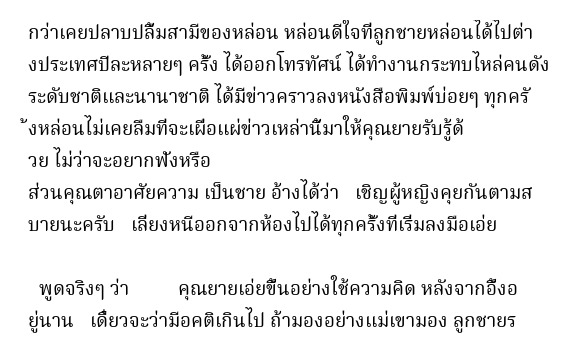 กว่าเคยปลาบปลื้มสามีของหล่อน หล่อนดีใจที่ลูกชายหล่อนได้ไปต่า
งประเทศปีละหลายๆ ครั้ง ได้ออกโทรทัศน์ ได้ทำงานกระทบไหล่คนดัง
ระดับชาติและนานาชาติ ได้มีข่าวคราวลงหนังสือพิมพ์บ่อยๆ ทุกครั
้งหล่อนไม่เคยลืมที่จะเผื่อแผ่ข่าวเหล่านี้มาให้คุณยายรับรู้ด้
วย ไม่ว่าจะอยากฟังหรือ
ส่วนคุณตาอาศัยความ เป็นชาย อ้างได้ว่า   เชิญผู้หญิงคุยกันตามส
บายนะครับ   เลี่ยงหนีออกจากห้องไปได้ทุกครั้งที่เริ่มลงมือเอ่ย

  พูดจริงๆ ว่า         คุณยายเอ่ยขึ้นอย่างใช้ความคิด หลังจากอึ้งอ
ยู่นาน   เดี๋ยวจะว่ามีอคติเกินไป ถ้ามองอย่างแม่เขามอง ลูกชายร